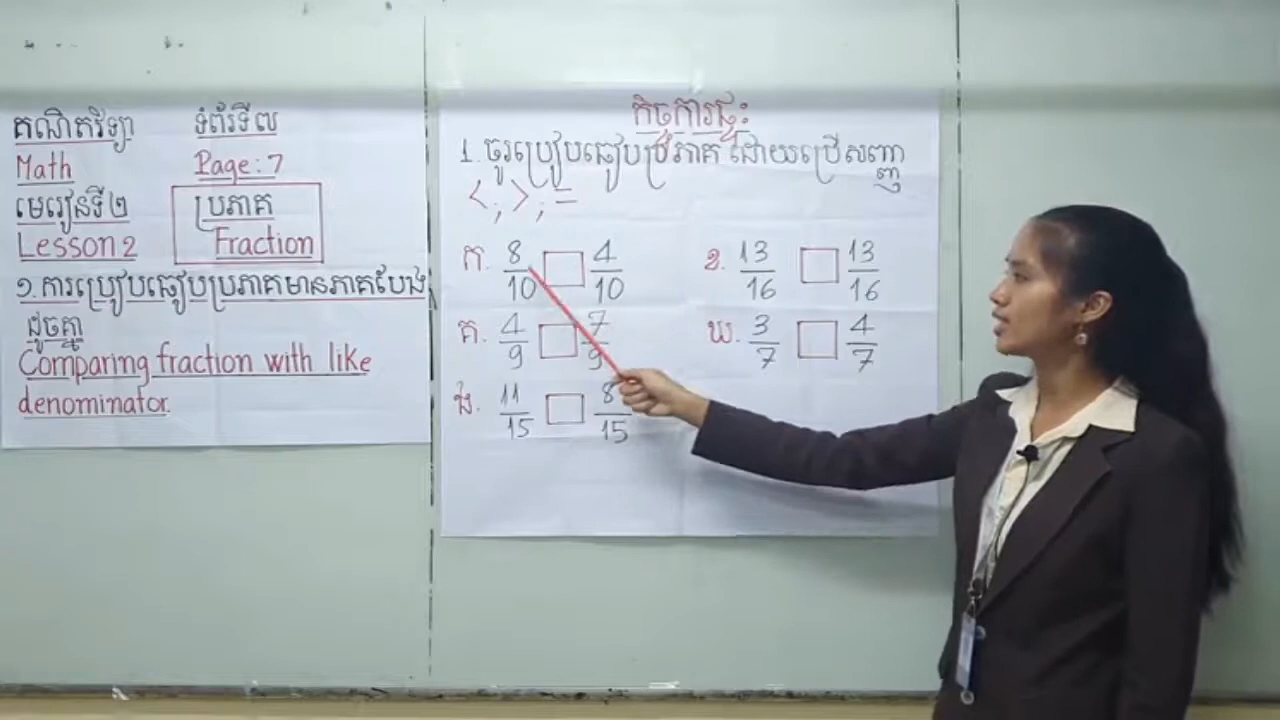 គណិតវិទ្យា ទំព័រទី៧
Math Page: 7
មេរៀនទី២ ប្រភាគ
Lesson 2 Fraction
១. ការប្រៀបធៀបប្រភាគមានភាគបែង
ដូចគ្នា
Comparing fraction with like
denominator.
កិច្ចការផ្ទះ
1. ចូរប្រៀបធៀបប្រភាគ ដោយប្រើសញ្ញា
< ; > ; =
ក. 8/10 □ 4/10 ខ. 13/16 □ 13/16
គ. 4/9 □ 7/9 ឃ. 3/7 □ 4/7
ង. 11/15 □ 8/15